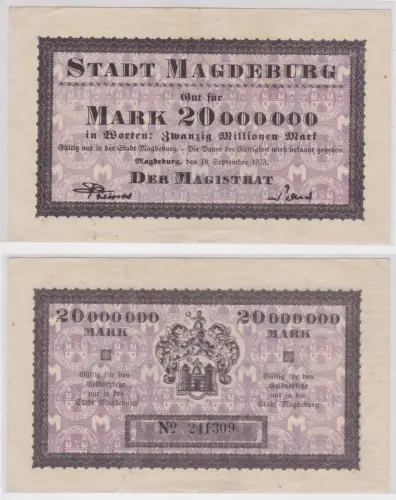 STADT MAGDEBURG
Gut für
MARK 20000000
in Worten: Zwanzig Millionen Mark
Gültig nur in der Stadt Magdeburg. – Die Dauer der Gültigkeit wird bekannt gegeben.
Magdeburg, den 19. September 1923.
DER MAGISTRAT
20000000
MARK
Gültig für den
Geldverkehr
nur in der
Stadt Magdeburg
20000000
MARK
Gültig für den
Geldverkehr
nur in der
Stadt Magdeburg
No. 241309